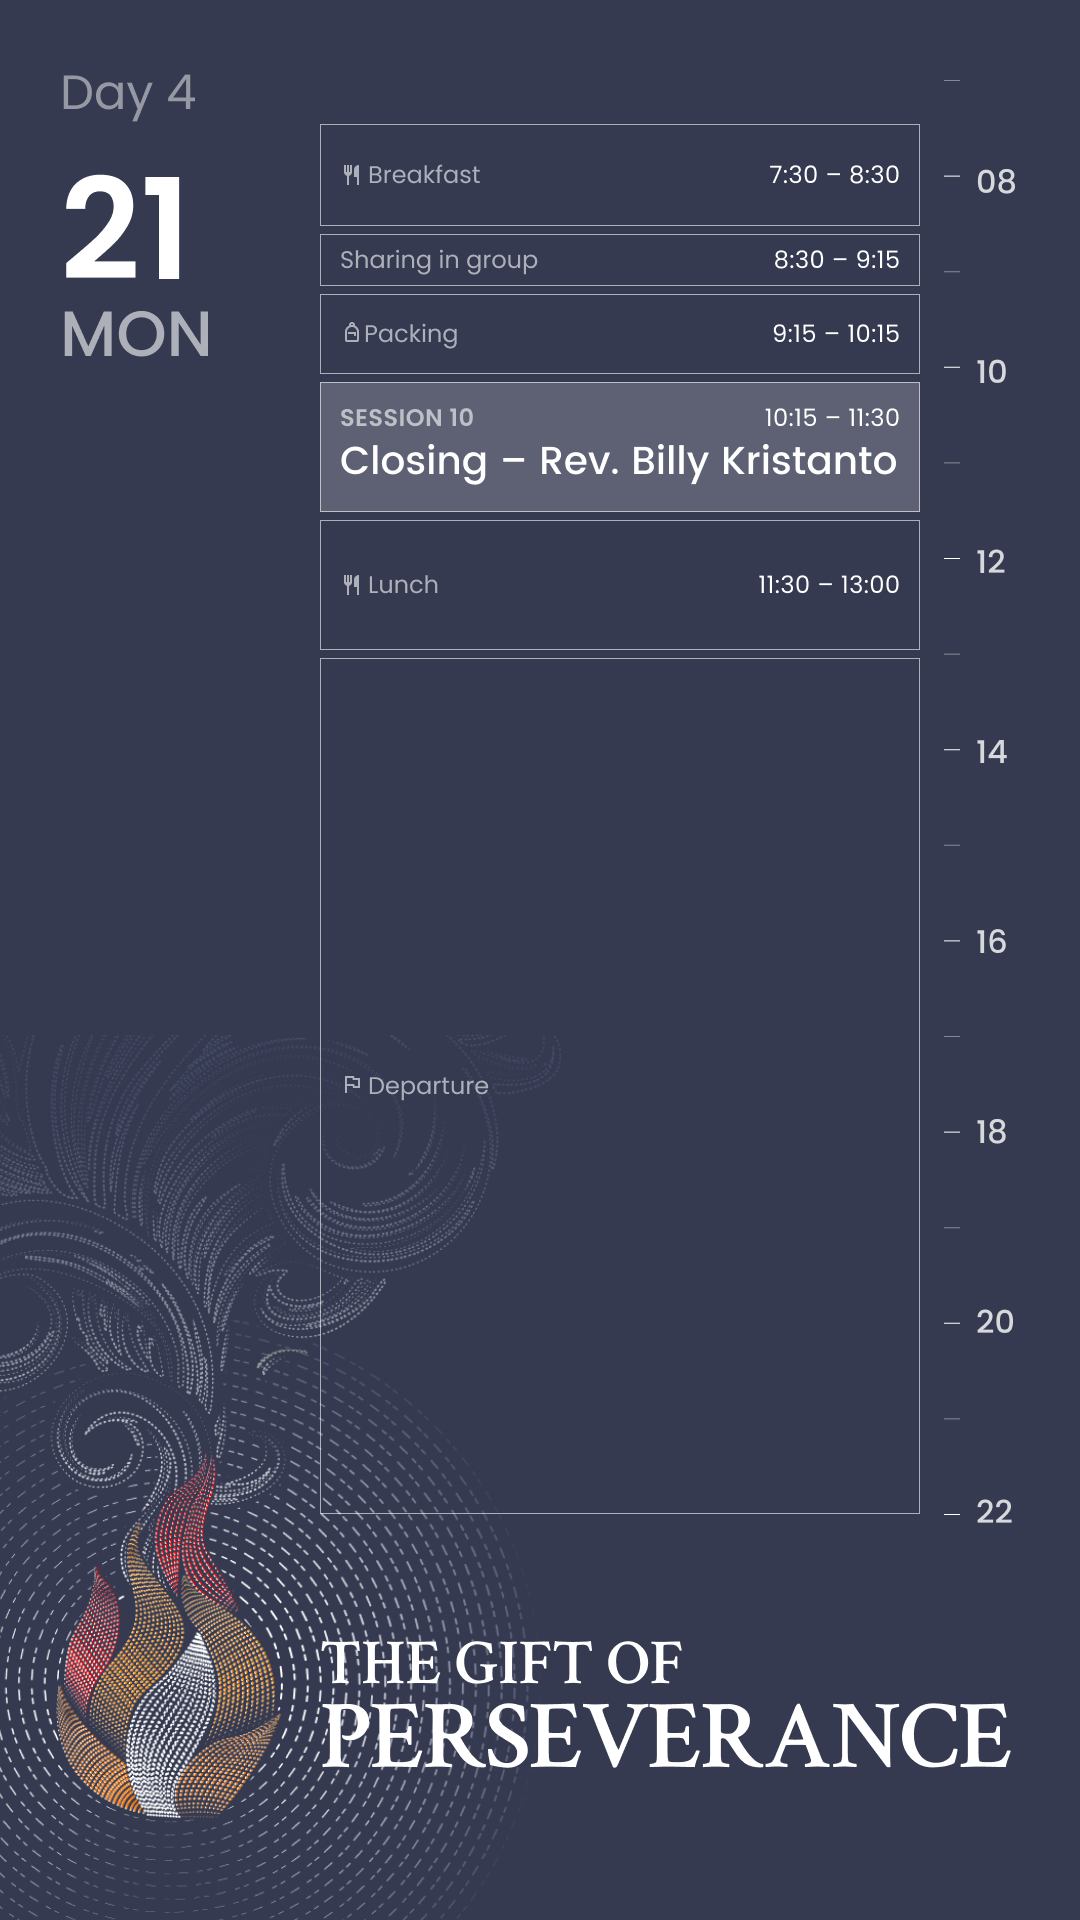 Day 4
21
MON
Breakfast 7:30 – 8:30
Sharing in group 8:30 – 9:15
Packing 9:15 – 10:15
SESSION 10 10:15 – 11:30
Closing – Rev. Billy Kristanto
Lunch 11:30 – 13:00
Departure
08
10
12
14
16
18
20
22
THE GIFT OF
PERSEVERANCE